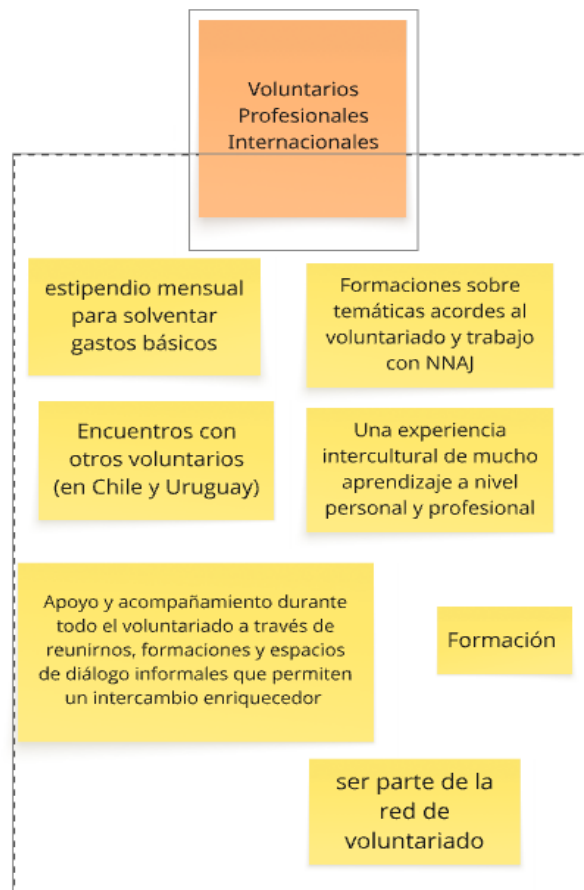 Voluntarios
Profesionales
Internacionales
estipendio mensual
para solventar
gastos básicos
Formaciones sobre
temáticas acordes al
voluntariado y trabajo
con NNAJ
Encuentros con
otros voluntarios
(en Chile y Uruguay)
Una experiencia
intercultural de mucho
aprendizaje a nivel
personal y profesional
Apoyo y acompañamiento durante
todo el voluntariado a través de
reunirnos, formaciones y espacios
de diálogo informales que permiten
un intercambio enriquecedor
Formación
ser parte de la
red de
voluntariado